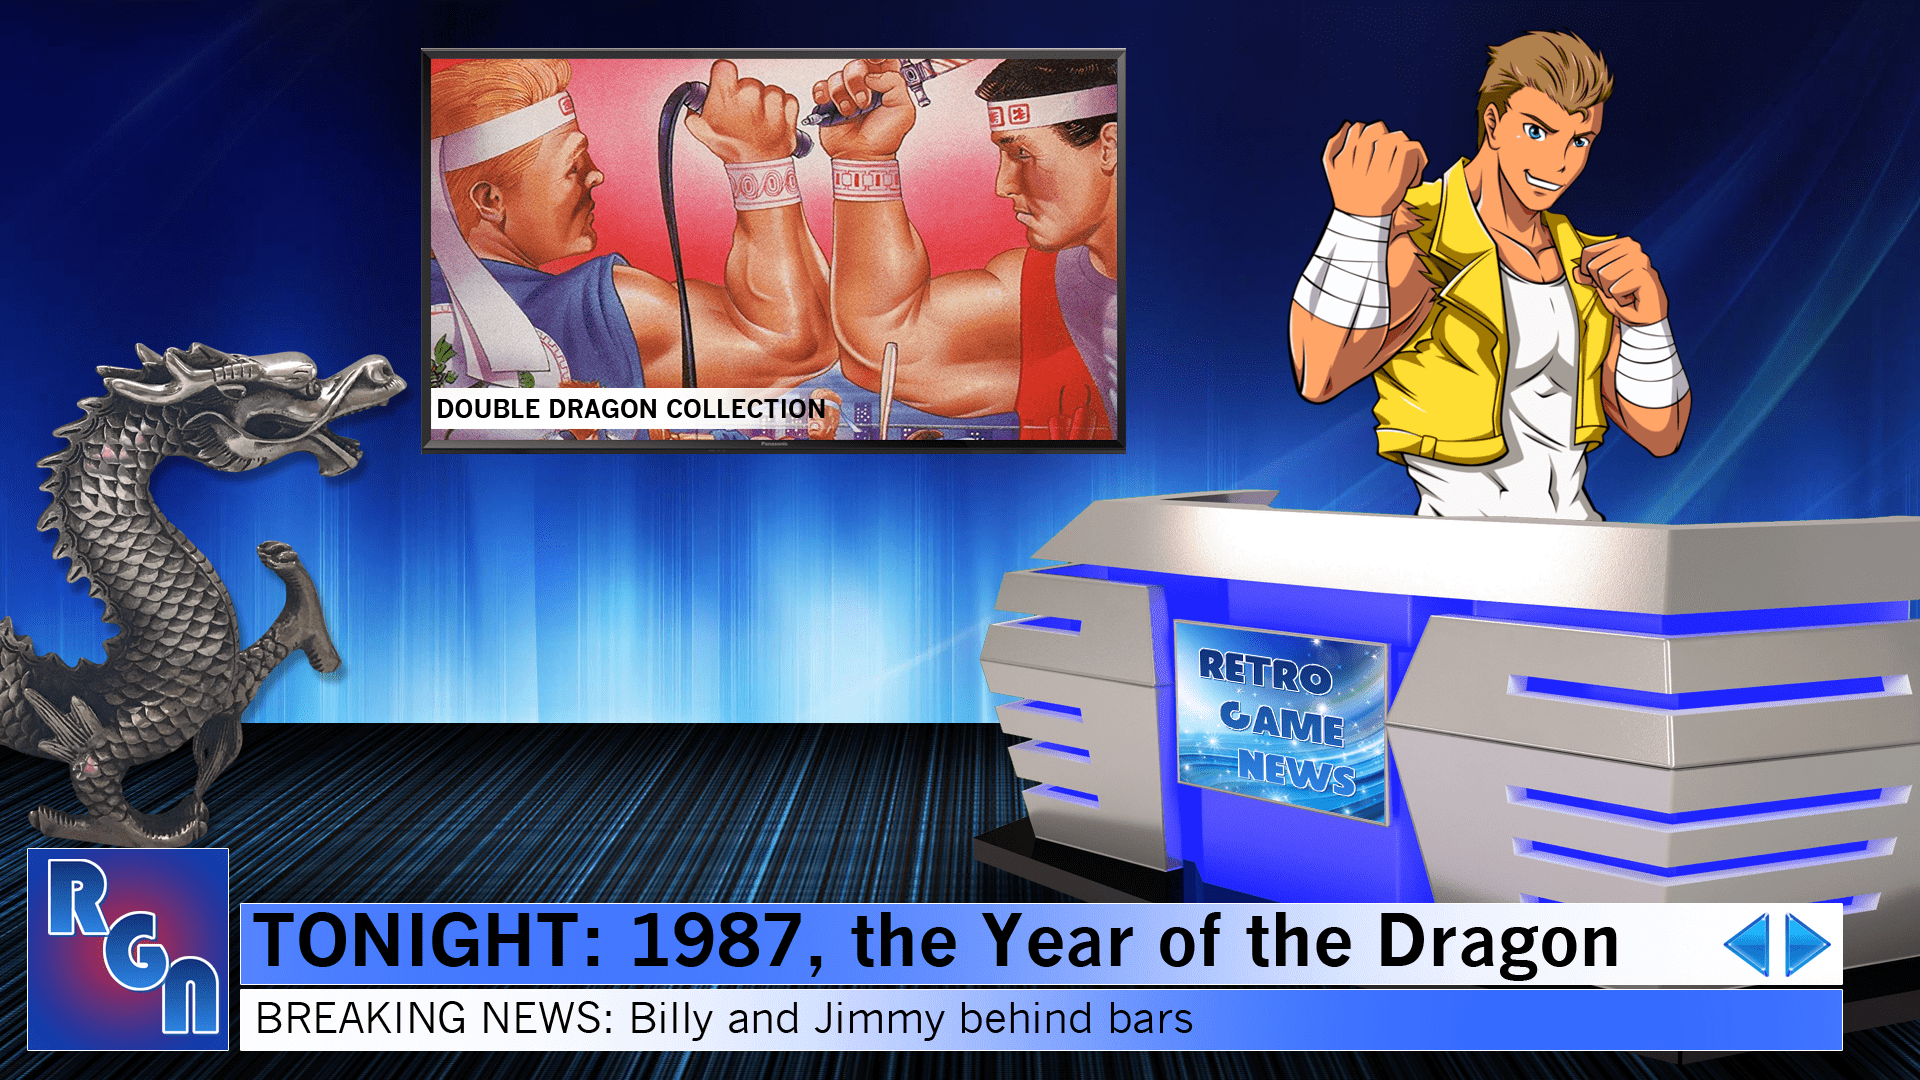 DOUBLE DRAGON COLLECTION
Panasonic
RETRO
GAME
NEWS
RGN
TONIGHT: 1987, the Year of the Dragon
BREAKING NEWS: Billy and Jimmy behind bars